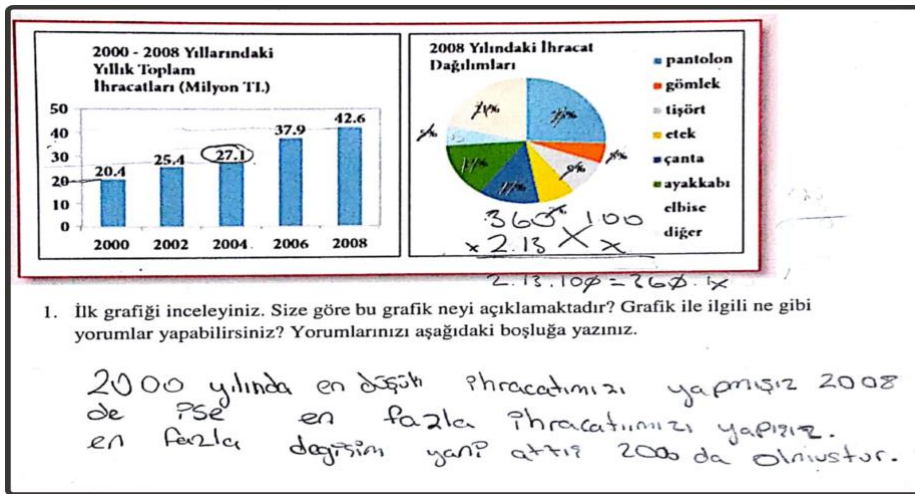 2000 - 2008 Yıllarındaki
Yıllık Toplam
İhracatları (Milyon TL)
50
40
30
20
10
0
20.4
25.4
27.1
37.9
42.6
2000
2002
2004
2006
2008
2008 Yılındaki İhracat
Dağılımları
pantolon
gömlek
tişört
etek
çanta
ayakkabı
elbise
diğer
360 100
x 2.13 x
2.13.100=360.x
1. İlk grafiği inceleyiniz. Size göre bu grafik neyi açıklamaktadır? Grafik ile ilgili ne gibi
yorumlar yapabilirsiniz? Yorumlarınızı aşağıdaki boşluğa yazınız.
2000 yılında en düşük ihracatımızı yapmışız 2008
de ise en fazla ihracatımızı yapışız.
en fazla değişim yani artış 2006 da olmuştur.